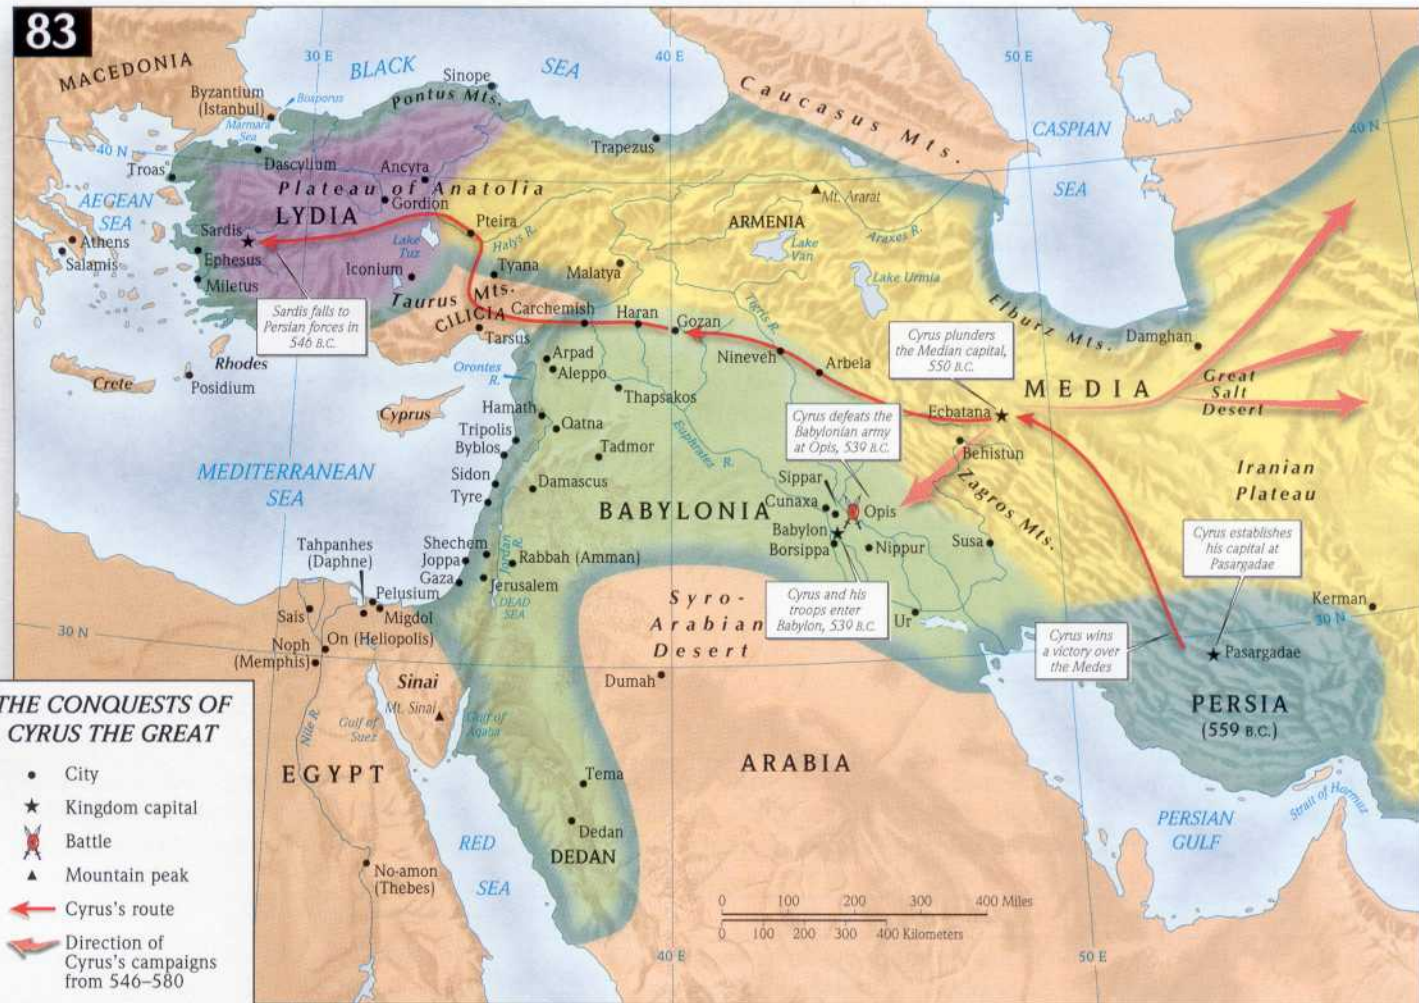 83
MACEDONIA
30 E
BLACK
SEA
40 E
50 E
Byzantium
(Istanbul)
Bosporus
Marmara
Sea
Sinope
Pontus Mts.
Caucasus Mts.
CASPIAN
SEA
40 N
40 N
Troas
Dascylium
Ancyra
Trapezus
Plateau of Anatolia
Mt. Ararat
AEGEAN
SEA
LYDIA
Gordion
ARMENIA
Araxes R.
Pteira
Halys R.
Sardis
Athens
Salamis
Ephesus
Miletus
Lake
Tuz
Lake
Van
Lake Urmia
Iconium
Tyana
Malatya
Taurus Mts.
CILICIA
Elburz Mts.
Sardis falls to
Persian forces in
546 B.C.
Carchemish
Haran
Gozan
Tigris R.
Tarsus
Nineveh
Arbela
Cyrus plunders
the Median capital,
550 B.C.
Damghan
Rhodes
Posidium
Crete
Orontes
R.
Arpad
Aleppo
Thapsakos
MEDIA
Great
Salt
Desert
Cyprus
Hamath
Qatna
Euphrates R.
Cyrus defeats the
Babylonian army
at Opis, 539 B.C.
Ecbatana
Behistun
Tripolis
Byblos
Tadmor
MEDITERRANEAN
SEA
Sidon
Tyre
Damascus
Zagros Mts.
Iranian
Plateau
BABYLONIA
Sippar
Cunaxa
Opis
Babylon
Borsippa
Nippur
Susa
Tahpanhes
(Daphne)
Shechem
Joppa
Gaza
Jordan
R.
Rabbah (Amman)
Jerusalem
DEAD
SEA
Cyrus establishes
his capital at
Pasargadae
Pelusium
Migdol
Sais
Syro-
Arabian
Desert
Cyrus and his
troops enter
Babylon, 539 B.C.
Ur
Kerman
30 N
30 N
On (Heliopolis)
Noph
(Memphis)
Cyrus wins
a victory over
the Medes
Pasargadae
Dumah
Sinai
Mt. Sinai
Nile R.
Gulf of
Suez
Gulf of
Aqaba
PERSIA
(559 B.C.)
EGYPT
ARABIA
Tema
Dedan
DEDAN
RED
SEA
No-amon
(Thebes)
PERSIAN
GULF
Strait of Hormuz
0 100 200 300 400 Miles
0 100 200 300 400 Kilometers
40 E
50 E
THE CONQUESTS OF
CYRUS THE GREAT
City
Kingdom capital
Battle
Mountain peak
Cyrus's route
Direction of
Cyrus's campaigns
from 546–580